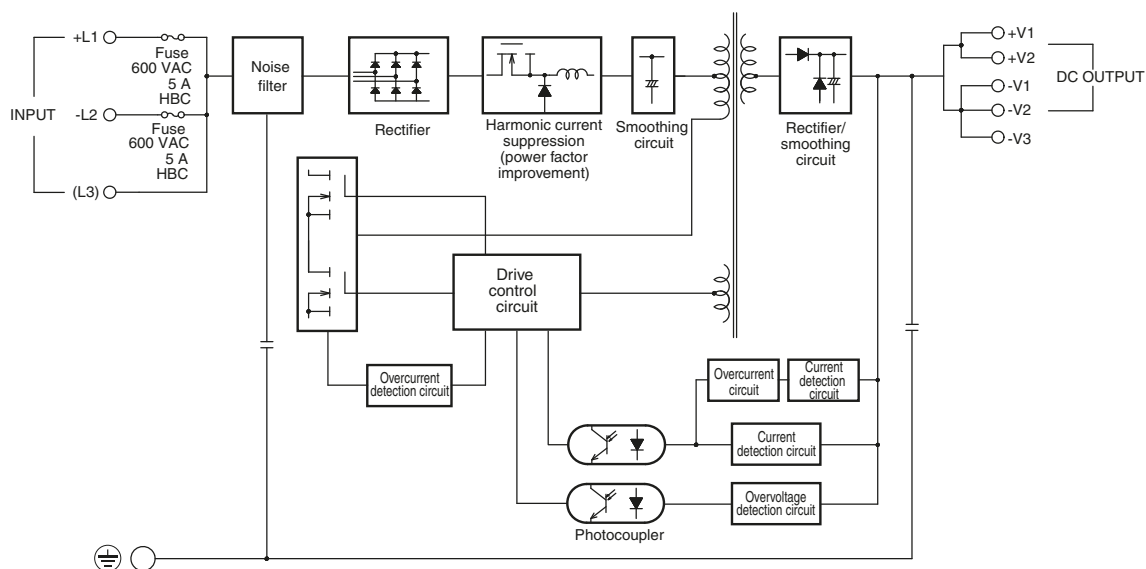 INPUT
+L1
Fuse
600 VAC
5 A
HBC
-L2
Fuse
600 VAC
5 A
HBC
(L3)
Noise
filter
Rectifier
Harmonic current
suppression
(power factor
improvement)
Smoothing
circuit
Rectifier/
smoothing
circuit
+V1
+V2
-V1
-V2
-V3
DC OUTPUT
Drive
control
circuit
Overcurrent
detection circuit
Overcurrent
circuit
Current
detection
circuit
Current
detection circuit
Overvoltage
detection circuit
Photocoupler